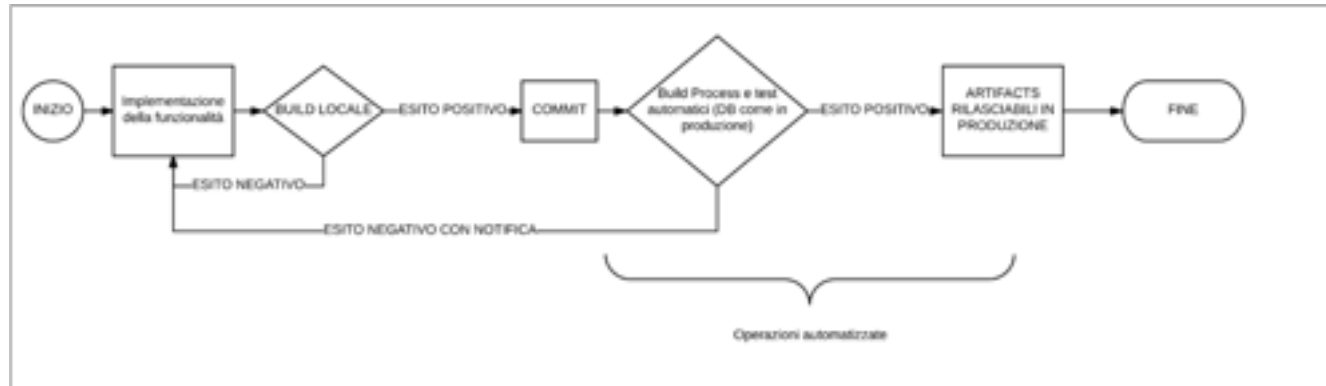 INIZIO
Implementazione
della funzionalità
BUILD LOCALE
ESITO POSITIVO
COMMIT
Build Process e test
automatici (DB come in
produzione)
ESITO POSITIVO
ARTIFACTS
RILASCIABILI IN
PRODUZIONE
FINE
ESITO NEGATIVO
ESITO NEGATIVO CON NOTIFICA
Operazioni automatizzate